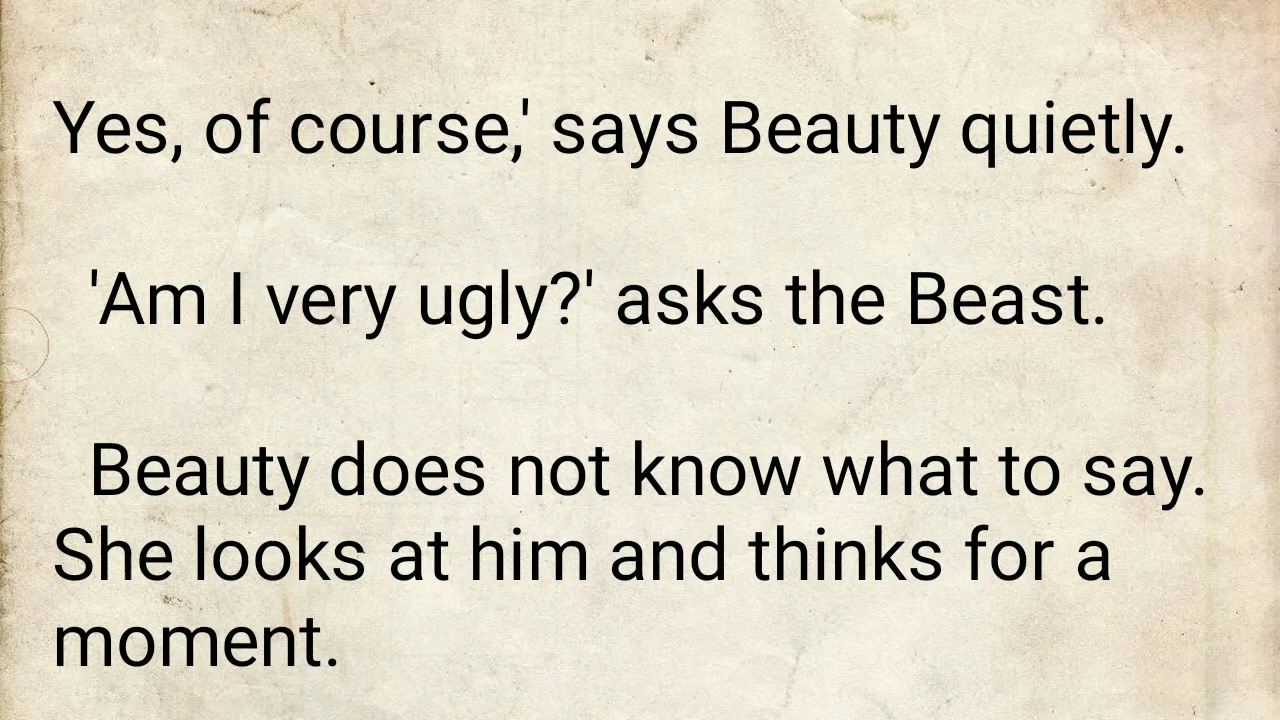 Yes, of course,' says Beauty quietly.
'Am I very ugly?' asks the Beast.
Beauty does not know what to say.
She looks at him and thinks for a
moment.